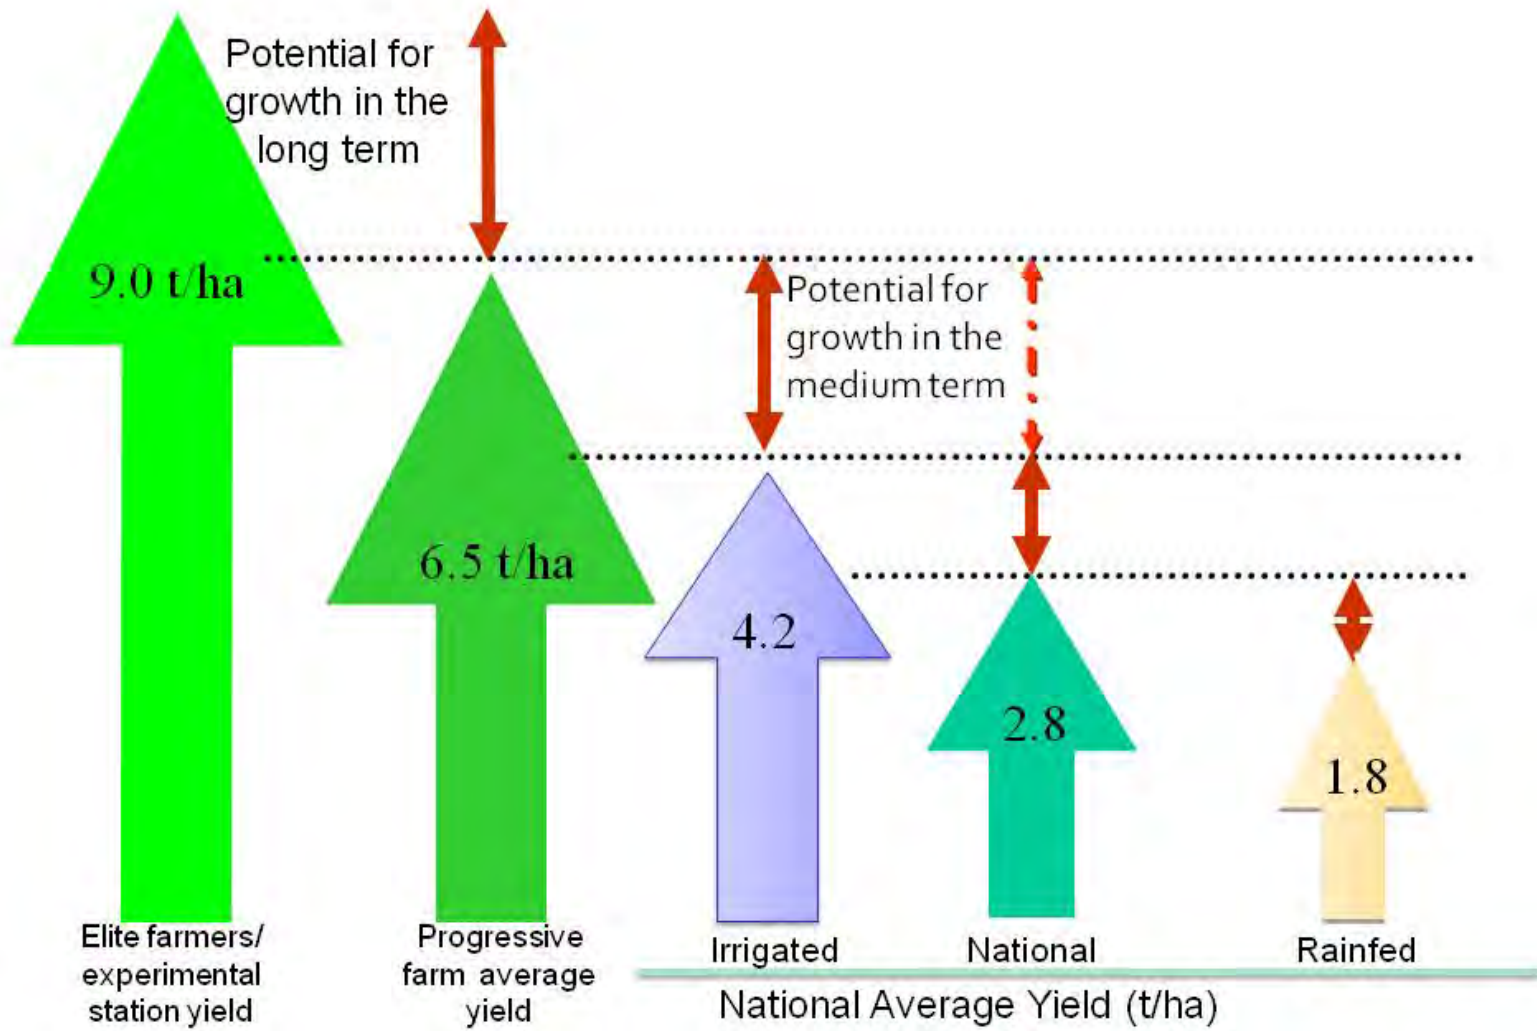 Potential for
growth in the
long term
9.0 t/ha
Potential for
growth in the
medium term
6.5 t/ha
4.2
2.8
1.8
Elite farmers/
experimental
station yield
Progressive
farm average
yield
Irrigated
National
Rainfed
National Average Yield (t/ha)